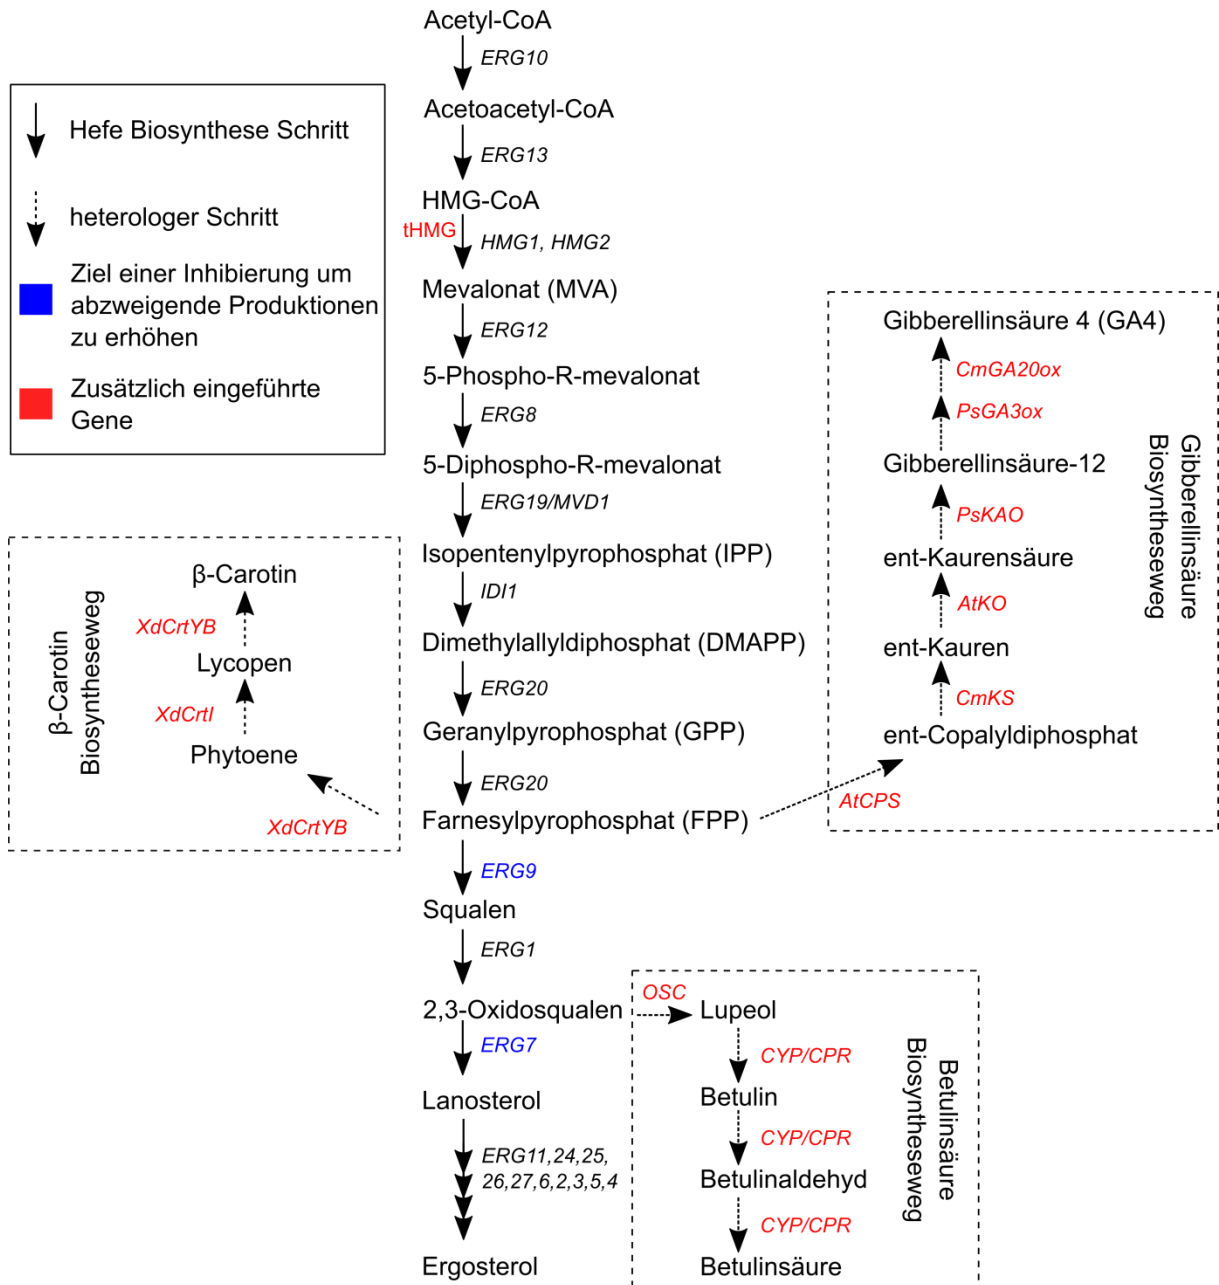 Acetyl-CoA
ERG10
Acetoacetyl-CoA
ERG13
HMG-CoA
tHMG
HMG1, HMG2
Mevalonat (MVA)
ERG12
5-Phospho-R-mevalonat
ERG8
5-Diphospho-R-mevalonat
ERG19/MVD1
Isopentenylpyrophosphat (IPP)
IDI1
Dimethylallyldiphosphat (DMAPP)
ERG20
Geranylpyrophosphat (GPP)
ERG20
Farnesylpyrophosphat (FPP)
ERG9
Squalen
ERG1
2,3-Oxidosqualen
ERG7
Lanosterol
ERG11,24,25,
26,27,6,2,3,5,4
Ergosterol
Hefe Biosynthese Schritt
heterologer Schritt
Ziel einer Inhibierung um
abzweigende Produktionen
zu erhöhen
Zusätzlich eingeführte
Gene
β-Carotin
Biosyntheseweg
β-Carotin
XdCrtYB
Lycopen
XdCrtI
Phytoene
XdCrtYB
Gibberellinsäure 4 (GA4)
CmGA20ox
PsGA3ox
Gibberellinsäure-12
PsKAO
ent-Kaurensäure
AtKO
ent-Kauren
CmKS
ent-Copalyldiphosphat
AtCPS
Gibberellinsäure
Biosyntheseweg
OSC
Lupeol
CYP/CPR
Betulin
CYP/CPR
Betulinaldehyd
CYP/CPR
Betulinsäure
Betulinsäure
Biosyntheseweg